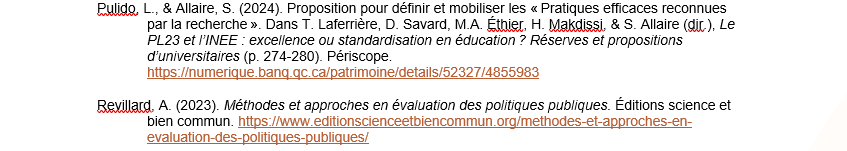 Pulido, L., & Allaire, S. (2024). Proposition pour définir et mobiliser les « Pratiques efficaces reconnues
par la recherche ». Dans T. Laferrière, D. Savard, M.A. Éthier, H. Makdissi, & S. Allaire (dir.), Le
PL23 et l’INEE : excellence ou standardisation en éducation ? Réserves et propositions
d’universitaires (p. 274-280). Périscope.
https://numerique.banq.qc.ca/patrimoine/details/52327/4855983
Revillard, A. (2023). Méthodes et approches en évaluation des politiques publiques. Éditions science et
bien commun. https://www.editionscienceetbiencommun.org/methodes-et-approches-en-
evaluation-des-politiques-publiques/